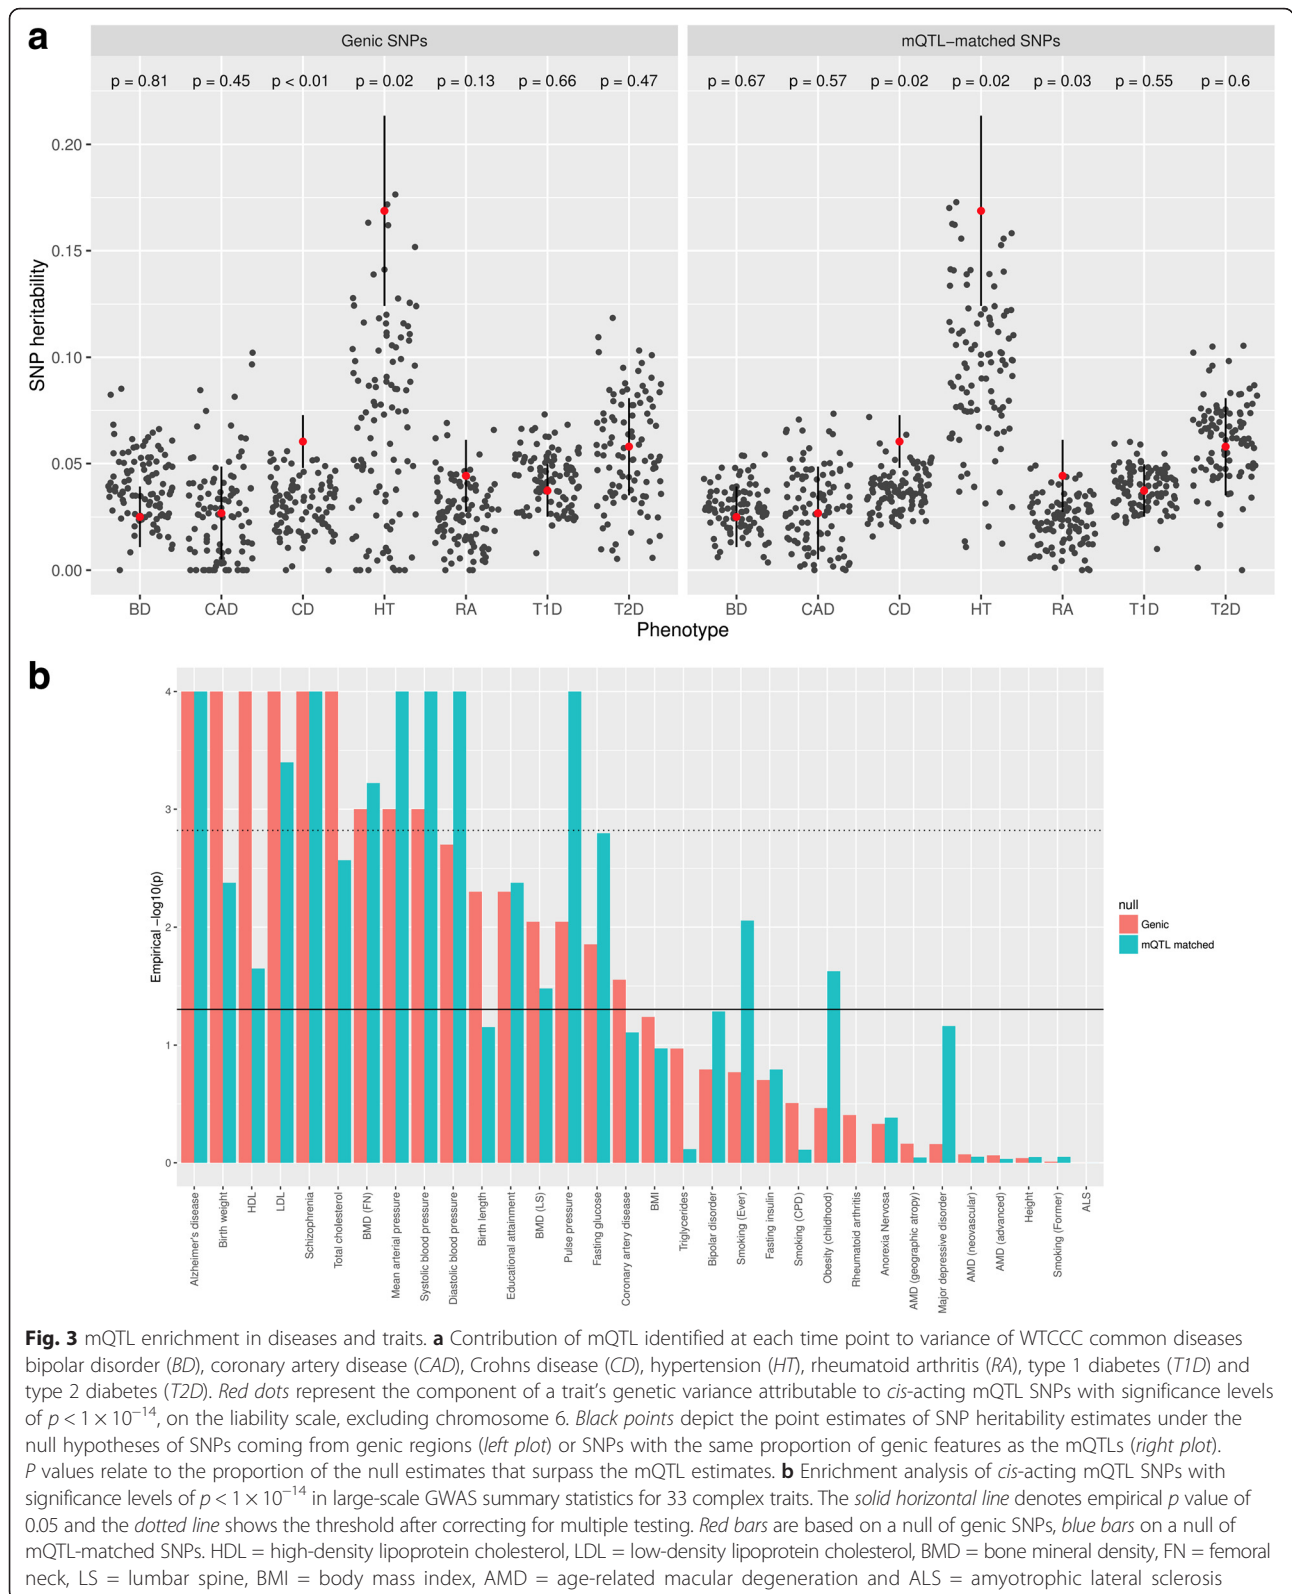 a
Genic SNPs
mQTL−matched SNPs
p = 0.81 p = 0.45 p < 0.01 p = 0.02 p = 0.13 p = 0.66 p = 0.47
p = 0.67 p = 0.57 p = 0.02 p = 0.02 p = 0.03 p = 0.55 p = 0.6
SNP heritability
0.20
0.15
0.10
0.05
0.00
BD CAD CD HT RA T1D T2D
BD CAD CD HT RA T1D T2D
Phenotype
b
Empirical −log10(p)
4
3
2
1
0
Alzheimer's disease
Birth weight
HDL
LDL
Schizophrenia
Total cholesterol
BMD (FN)
Mean arterial pressure
Systolic blood pressure
Diastolic blood pressure
Birth length
Educational attainment
BMD (LS)
Pulse pressure
Fasting glucose
Coronary artery disease
BMI
Triglycerides
Bipolar disorder
Smoking (Ever)
Fasting insulin
Smoking (CPD)
Obesity (childhood)
Rheumatoid arthritis
Anorexia Nervosa
AMD (geographic atropy)
Major depressive disorder
AMD (neovascular)
AMD (advanced)
Height
Smoking (Former)
ALS
null
Genic
mQTL matched
Fig. 3 mQTL enrichment in diseases and traits. a Contribution of mQTL identified at each time point to variance of WTCCC common diseases
bipolar disorder (BD), coronary artery disease (CAD), Crohns disease (CD), hypertension (HT), rheumatoid arthritis (RA), type 1 diabetes (T1D) and
type 2 diabetes (T2D). Red dots represent the component of a trait's genetic variance attributable to cis-acting mQTL SNPs with significance levels
of p < 1 × 10⁻¹⁴, on the liability scale, excluding chromosome 6. Black points depict the point estimates of SNP heritability estimates under the
null hypotheses of SNPs coming from genic regions (left plot) or SNPs with the same proportion of genic features as the mQTLs (right plot).
P values relate to the proportion of the null estimates that surpass the mQTL estimates. b Enrichment analysis of cis-acting mQTL SNPs with
significance levels of p < 1 × 10⁻¹⁴ in large-scale GWAS summary statistics for 33 complex traits. The solid horizontal line denotes empirical p value of
0.05 and the dotted line shows the threshold after correcting for multiple testing. Red bars are based on a null of genic SNPs, blue bars on a null of
mQTL-matched SNPs. HDL = high-density lipoprotein cholesterol, LDL = low-density lipoprotein cholesterol, BMD = bone mineral density, FN = femoral
neck, LS = lumbar spine, BMI = body mass index, AMD = age-related macular degeneration and ALS = amyotrophic lateral sclerosis